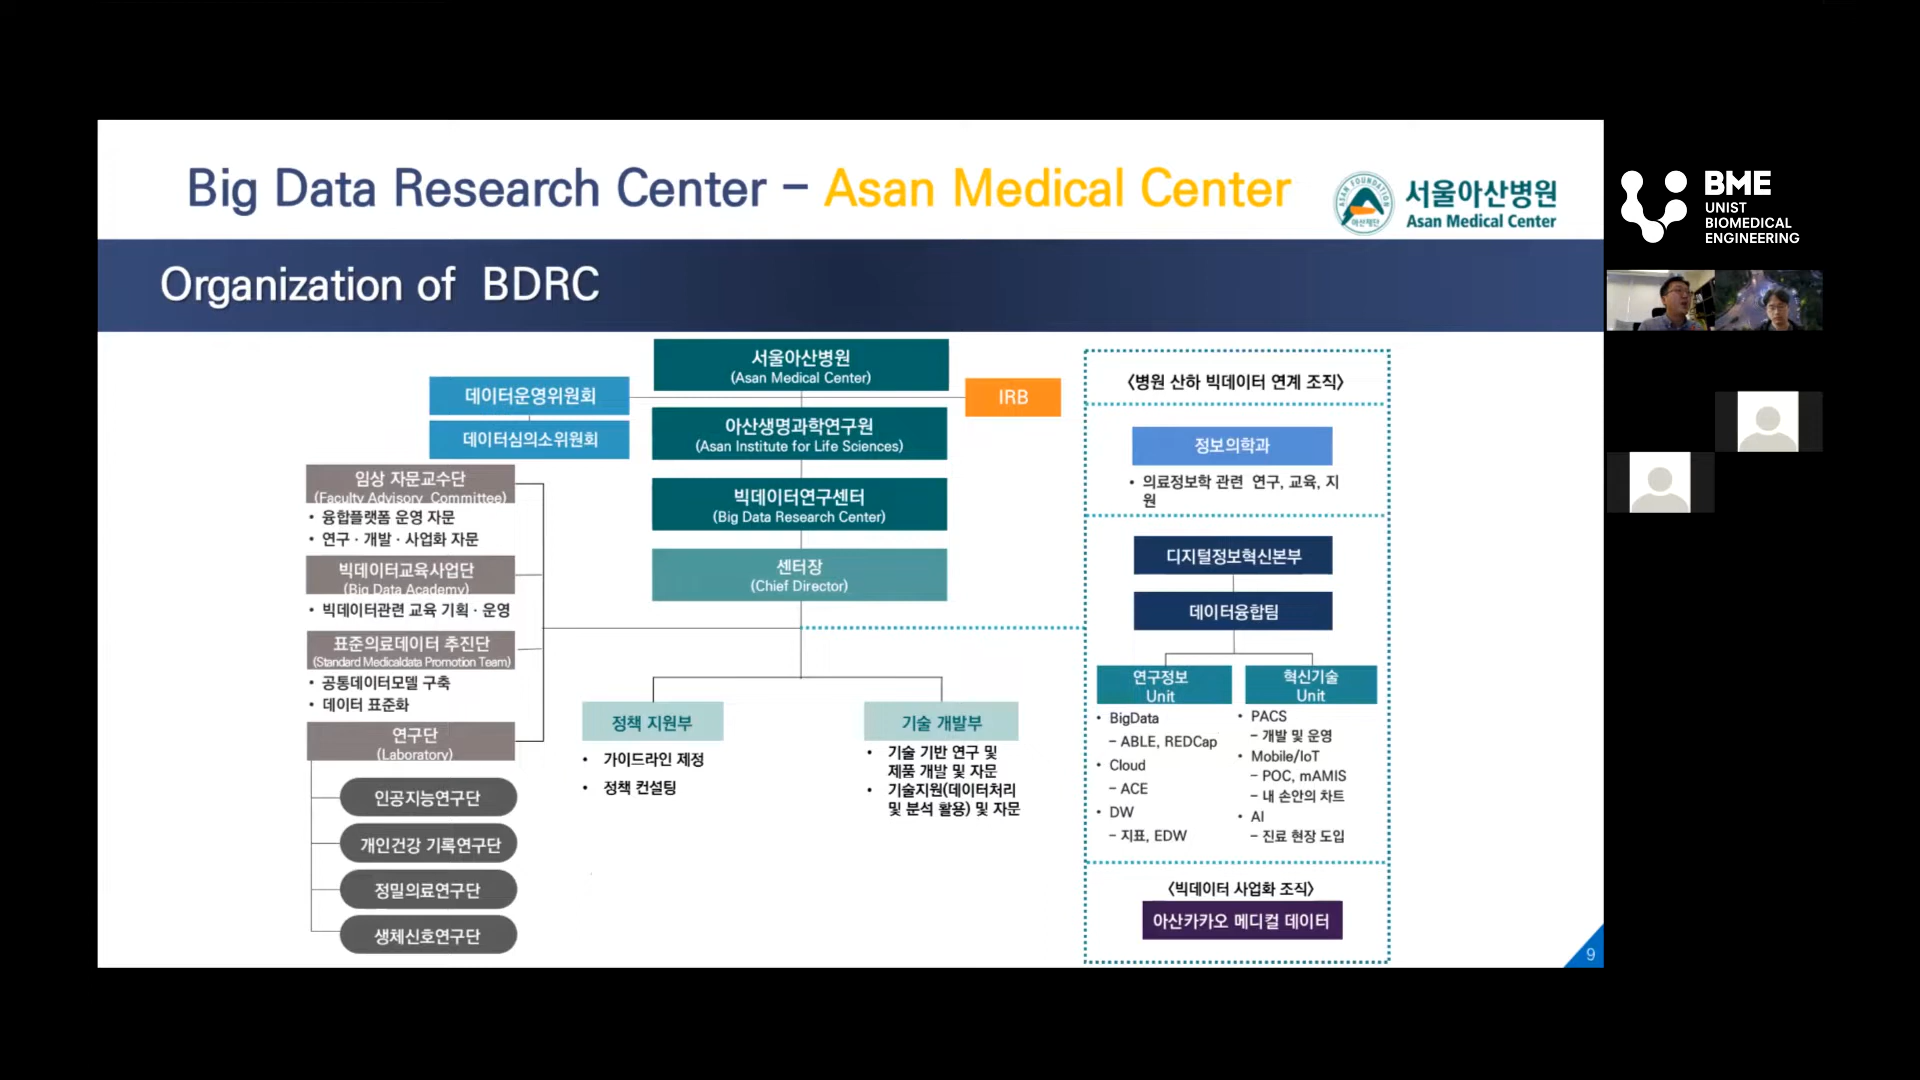 Big Data Research Center – Asan Medical Center
서울아산병원
Asan Medical Center
ASAN FOUNDATION
아산재단
BME
UNIST
BIOMEDICAL
ENGINEERING
Organization of BDRC
서울아산병원
(Asan Medical Center)
데이터운영위원회
IRB
데이터심의소위원회
아산생명과학연구원
(Asan Institute for Life Sciences)
빅데이터연구센터
(Big Data Research Center)
센터장
(Chief Director)
임상 자문교수단
(Faculty Advisory Committee)
• 융합플랫폼 운영 자문
• 연구 · 개발 · 사업화 자문
빅데이터교육사업단
(Big Data Academy)
• 빅데이터관련 교육 기획 · 운영
표준의료데이터 추진단
(Standard Medicaldata Promotion Team)
• 공통데이터모델 구축
• 데이터 표준화
연구단
(Laboratory)
인공지능연구단
개인건강 기록연구단
정밀의료연구단
생체신호연구단
정책 지원부
• 가이드라인 제정
• 정책 컨설팅
기술 개발부
• 기술 기반 연구 및
제품 개발 및 자문
• 기술지원(데이터처리
및 분석 활용) 및 자문
<병원 산하 빅데이터 연계 조직>
정보의학과
• 의료정보학 관련 연구, 교육, 지
원
디지털정보혁신본부
데이터융합팀
연구정보
Unit
• BigData
– ABLE, REDCap
• Cloud
– ACE
• DW
– 지표, EDW
혁신기술
Unit
• PACS
– 개발 및 운영
• Mobile/IoT
– POC, mAMIS
– 내 손안의 차트
• AI
– 진료 현장 도입
<빅데이터 사업화 조직>
아산카카오 메디컬 데이터
9